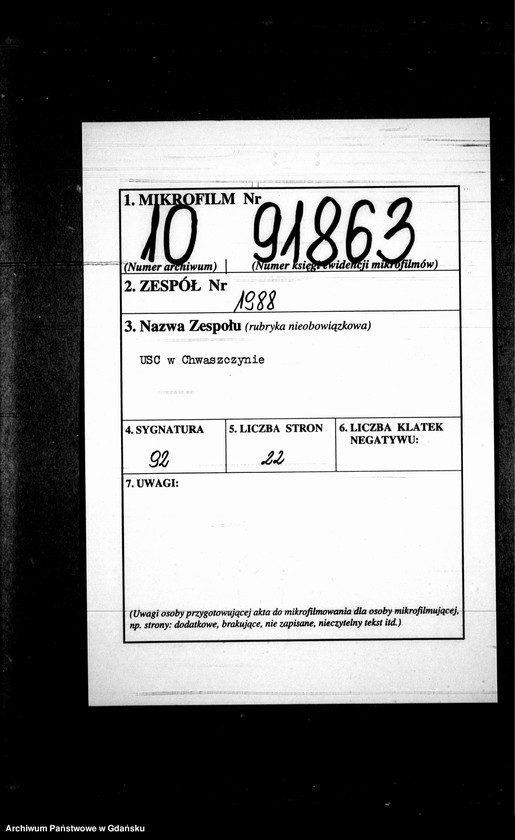 1. MIKROFILM Nr
10 91863
(Numer archiwum) (Numer księgi ewidencji mikrofilmów)
2. ZESPÓŁ Nr
1988
3. Nazwa Zespołu (rubryka nieobowiązkowa)
USC w Chwaszczynie
4. SYGNATURA
92
5. LICZBA STRON
22
6. LICZBA KLATEK
NEGATYWU:
7. UWAGI:
(Uwagi osoby przygotowującej akta do mikrofilmowania dla osoby mikrofilmującej,
np. strony: dodatkowe, brakujące, nie zapisane, nieczytelny tekst itd.)
Archiwum Państwowe w Gdańsku